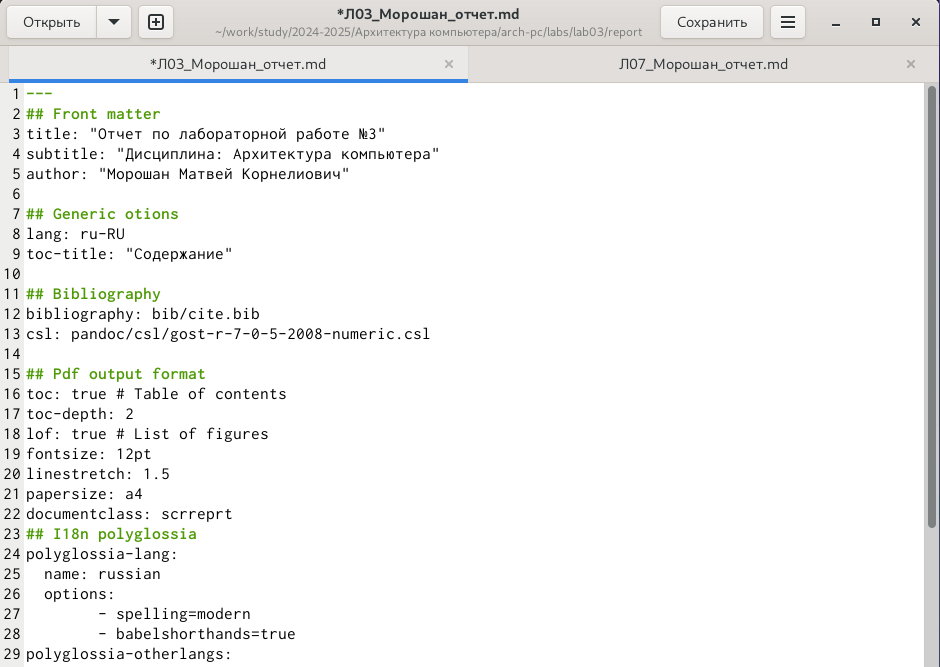 Открыть
*Л03_Морошан_отчет.md
~/work/study/2024-2025/Архитектура компьютера/arch-pc/labs/lab03/report
Сохранить
*Л03_Морошан_отчет.md
Л07_Морошан_отчет.md
1 ---
2 ## Front matter
3 title: "Отчет по лабораторной работе №3"
4 subtitle: "Дисциплина: Архитектура компьютера"
5 author: "Морошан Матвей Корнелиович"
6
7 ## Generic otions
8 lang: ru-RU
9 toc-title: "Содержание"
10
11 ## Bibliography
12 bibliography: bib/cite.bib
13 csl: pandoc/csl/gost-r-7-0-5-2008-numeric.csl
14
15 ## Pdf output format
16 toc: true # Table of contents
17 toc-depth: 2
18 lof: true # List of figures
19 fontsize: 12pt
20 linestretch: 1.5
21 papersize: a4
22 documentclass: scrreprt
23 ## I18n polyglossia
24 polyglossia-lang:
25   name: russian
26   options:
27         - spelling=modern
28         - babelshorthands=true
29 polyglossia-otherlangs: